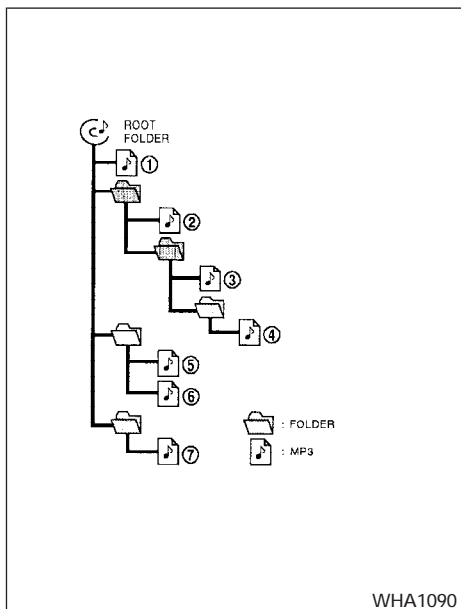 ROOT
FOLDER
①
②
③
④
⑤
⑥
: FOLDER
⑦
: MP3
WHA1090